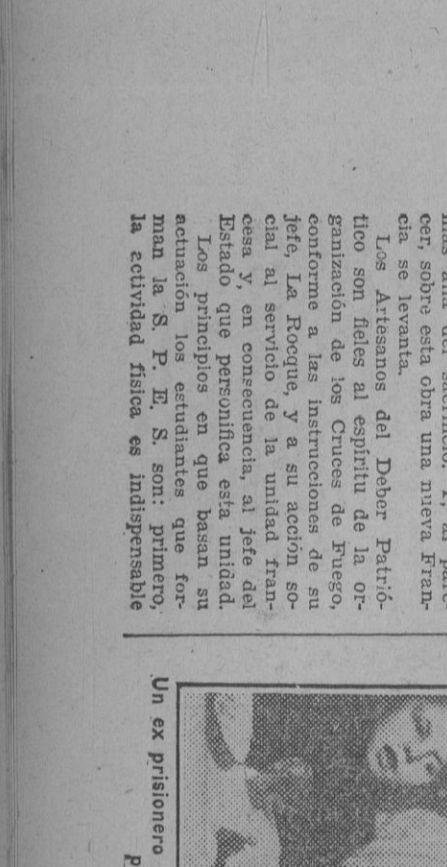 cer, sobre esta obra una nueva Fran-
cia se levanta.
Los Artesanos del Deber Patrió-
tico son fieles al espíritu de la or-
ganización de los Cruces de Fuego,
conforme a las instrucciones de su
jefe, La Rocque, y a su acción so-
cial al servicio de la unidad fran-
cesa y, en consecuencia, al jefe del
Estado que personifica esta unidad.
Los principios en que basan su
actuación los estudiantes que for-
man la S. P. E. S. son: primero,
la actividad física es indispensable
Un ex prisionero
p